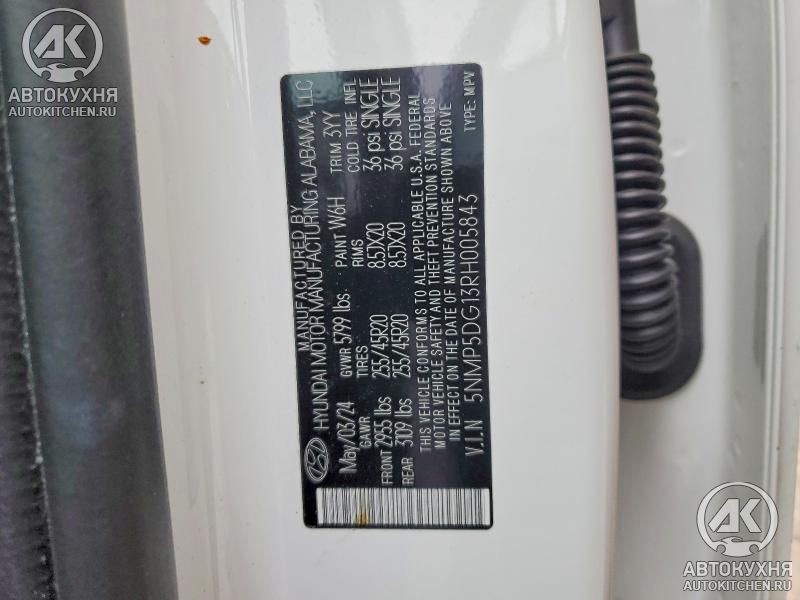 AK
АВТОКУХНЯ
AUTOKITCHEN.RU
MANUFACTURED BY
HYUNDAI MOTOR MANUFACTURING ALABAMA, LLC
May/03/24 GVWR 5799 lbs PAINT W6H TRIM 3YY
GAWR TIRES RIMS COLD TIRE INFL
FRONT 2955 lbs 255/45R20 8.5JX20 36 psi SINGLE
REAR 3109 lbs 255/45R20 8.5JX20 36 psi SINGLE
THIS VEHICLE CONFORMS TO ALL APPLICABLE U.S.A. FEDERAL
MOTOR VEHICLE SAFETY AND THEFT PREVENTION STANDARDS
IN EFFECT ON THE DATE OF MANUFACTURE SHOWN ABOVE
V.I.N 5NMP5DG13RH005843 TYPE: MPV
AK
АВТОКУХНЯ
AUTOKITCHEN.RU